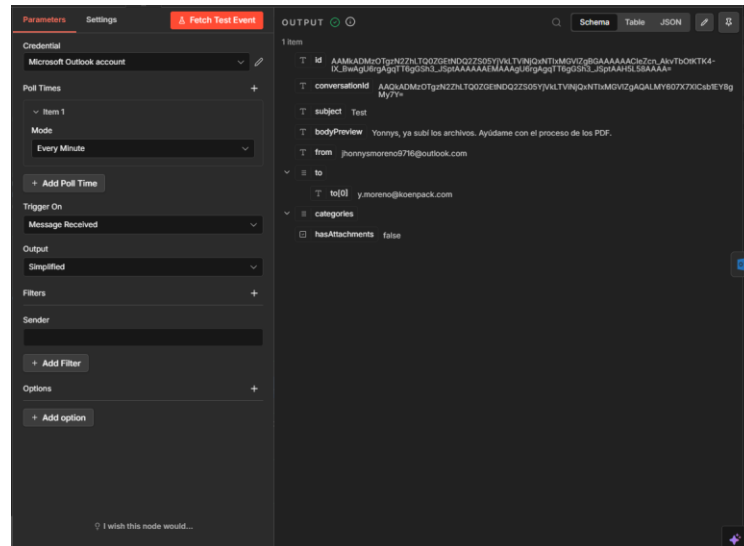 Parameters
Settings
Fetch Test Event
Credential
Microsoft Outlook account
Poll Times
Item 1
Mode
Every Minute
+ Add Poll Time
Trigger On
Message Received
Output
Simplified
Filters
Sender
+ Add Filter
Options
+ Add option
I wish this node would...
OUTPUT
Schema Table JSON
1 item
T id
T conversationId
T subject Test
T bodyPreview Yonnys, ya subí los archivos. Ayúdame con el proceso de los PDF.
T from jhonnysmoreno9716@outlook.com
to
T to[0] y.moreno@koenpack.com
categories
hasAttachments false